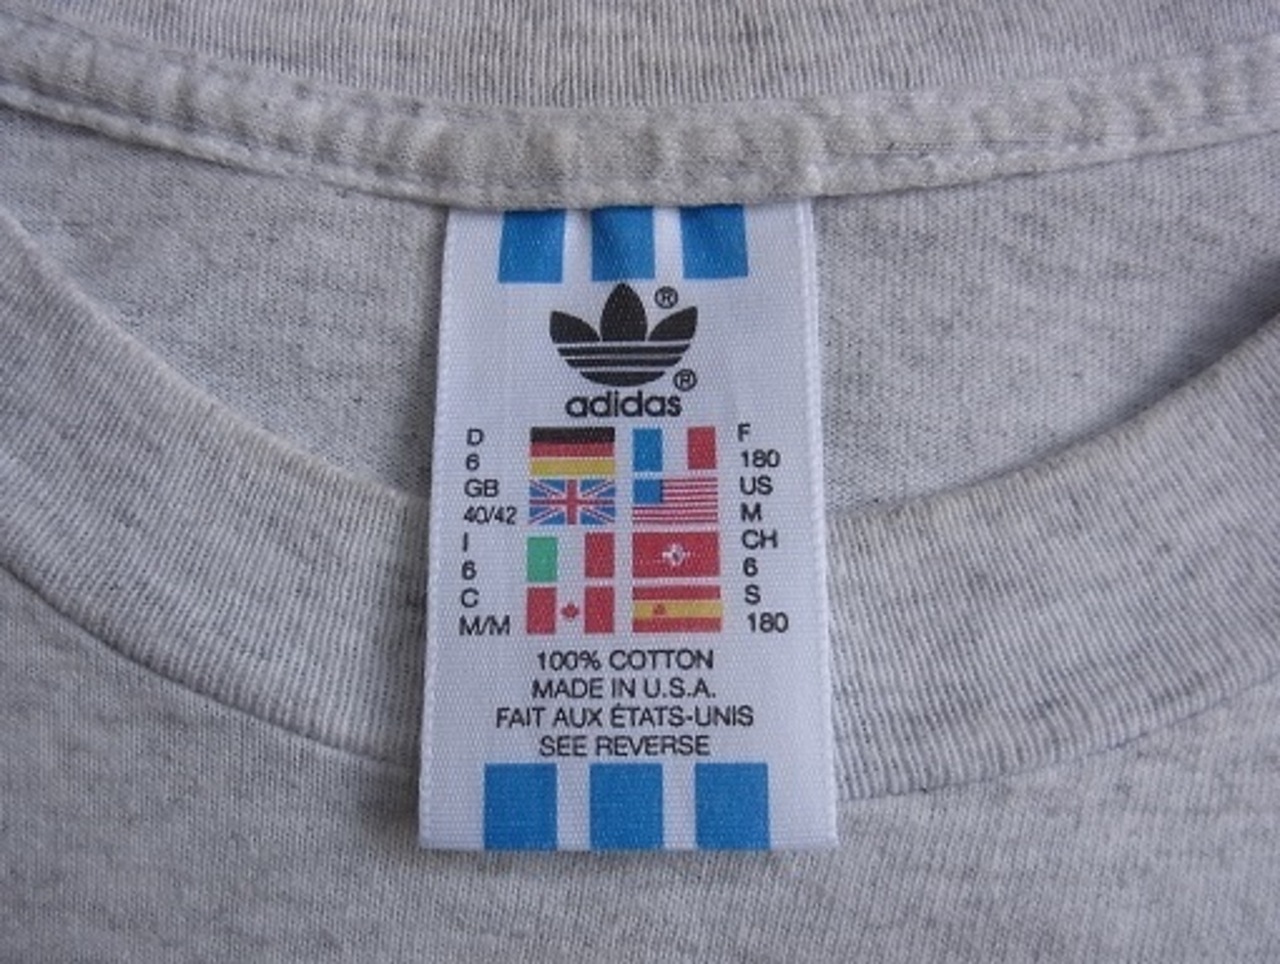 ®
®
adidas
D F
6 180
GB US
40/42 M
I CH
6 6
C S
M/M 180
100% COTTON
MADE IN U.S.A.
FAIT AUX ÉTATS-UNIS
SEE REVERSE